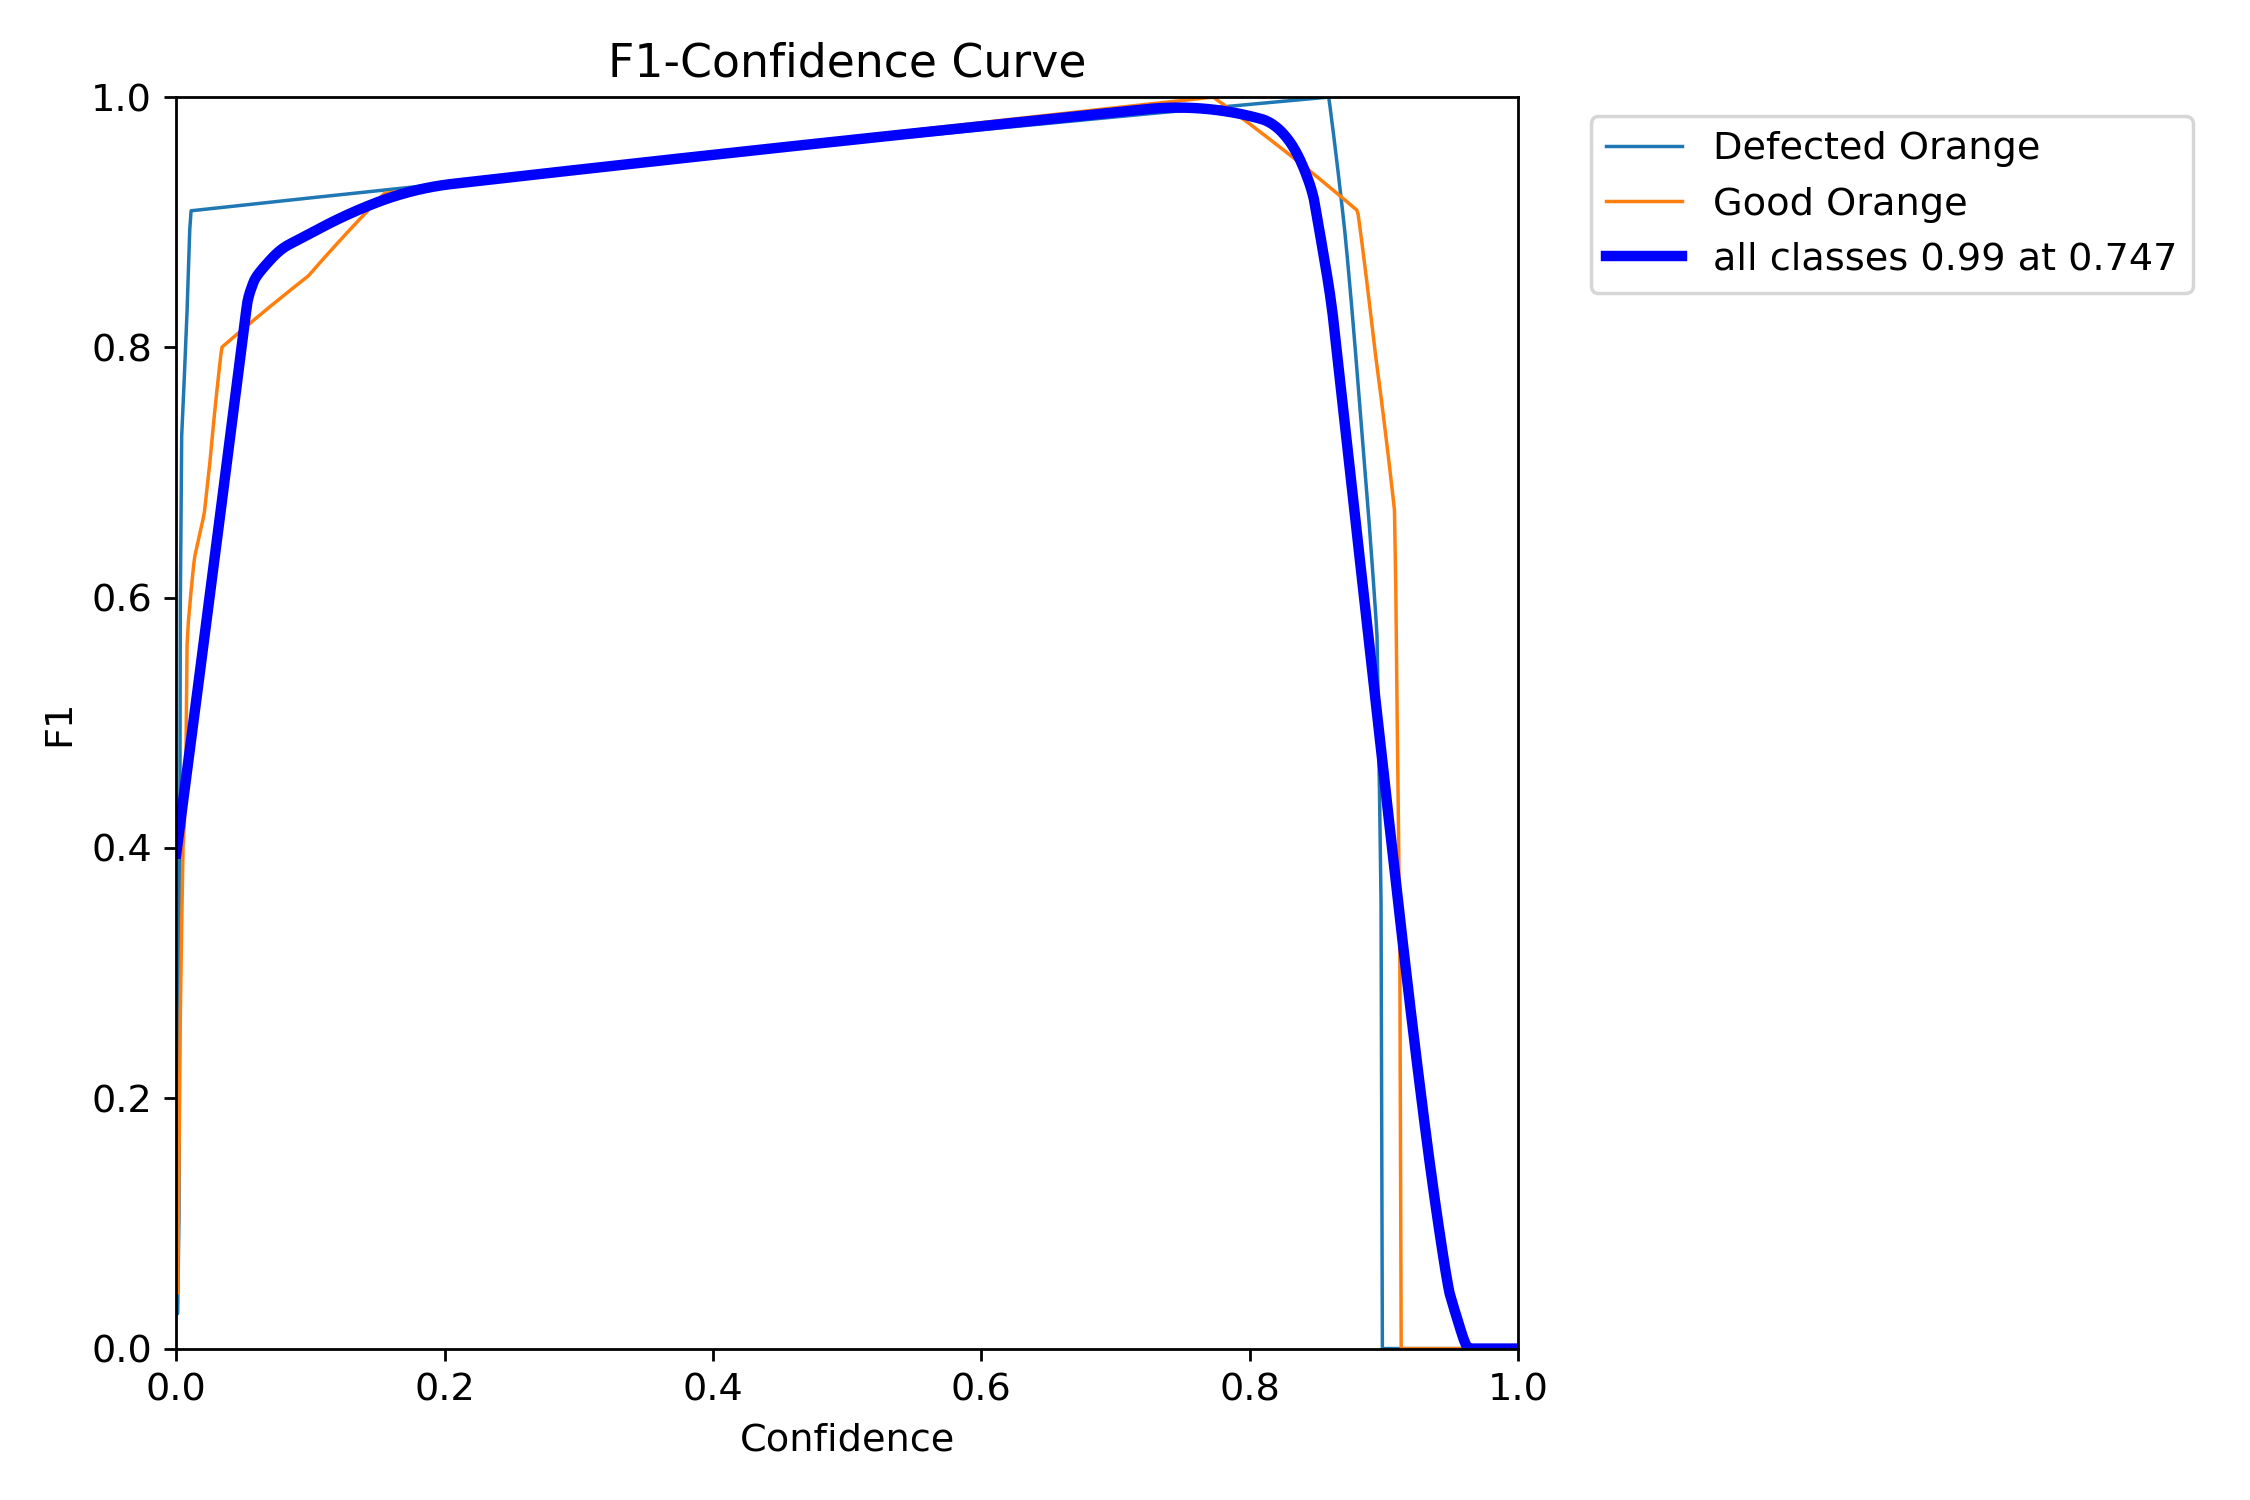 F1-Confidence Curve
1.0
0.8
0.6
0.4
0.2
0.0
F1
0.0 0.2 0.4 0.6 0.8 1.0
Confidence
Defected Orange
Good Orange
all classes 0.99 at 0.747